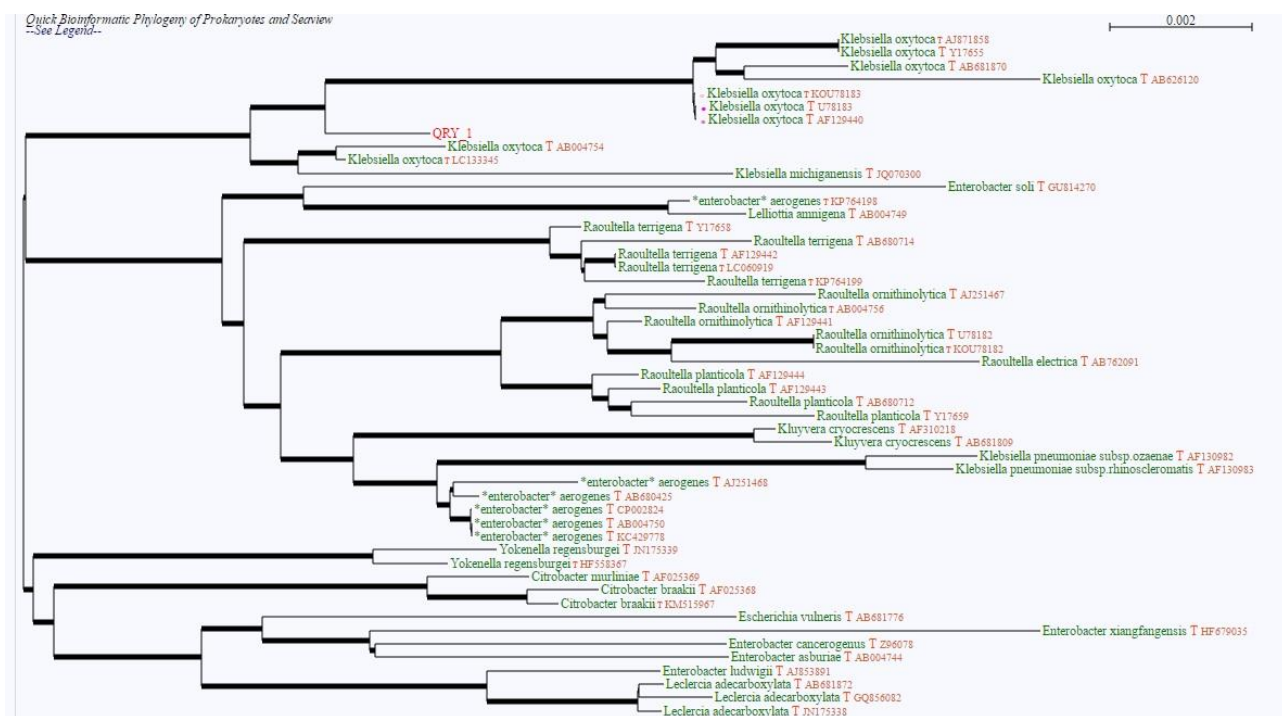 Quick Bioinformatic Phylogeny of Prokaryotes and Seaview
--See Legend--
0.002
Klebsiella oxytoca T AJ871858
Klebsiella oxytoca T Y17655
Klebsiella oxytoca T AB681870
Klebsiella oxytoca T AB626120
Klebsiella oxytoca T KOU78183
Klebsiella oxytoca T U78183
Klebsiella oxytoca T AF129440
QRY_1
Klebsiella oxytoca T AB004754
Klebsiella oxytoca T LC133345
Klebsiella michiganensis T JQ070300
Enterobacter soli T GU814270
*enterobacter* aerogenes T KP764198
Lelliottia amnigena T AB004749
Raoultella terrigena T Y17658
Raoultella terrigena T AB680714
Raoultella terrigena T AF129442
Raoultella terrigena T LC060919
Raoultella terrigena T KP764199
Raoultella ornithinolytica T AJ251467
Raoultella ornithinolytica T AB004756
Raoultella ornithinolytica T AF129441
Raoultella ornithinolytica T U78182
Raoultella ornithinolytica T KOU78182
Raoultella electrica T AB762091
Raoultella planticola T AF129444
Raoultella planticola T AF129443
Raoultella planticola T AB680712
Raoultella planticola T Y17659
Kluyvera cryocrescens T AF310218
Kluyvera cryocrescens T AB681809
Klebsiella pneumoniae subsp.ozaenae T AF130982
Klebsiella pneumoniae subsp.rhinoscleromatis T AF130983
*enterobacter* aerogenes T AJ251468
*enterobacter* aerogenes T AB680425
*enterobacter* aerogenes T CP002824
*enterobacter* aerogenes T AB004750
*enterobacter* aerogenes T KC429778
Yokenella regensburgei T JN175339
Yokenella regensburgei T HF558367
Citrobacter murliniae T AF025369
Citrobacter braakii T AF025368
Citrobacter braakii T KM515967
Escherichia vulneris T AB681776
Enterobacter xiangfangensis T HF679035
Enterobacter cancerogenus T Z96078
Enterobacter asburiae T AB004744
Enterobacter ludwigii T AJ853891
Leclercia adecarboxylata T AB681872
Leclercia adecarboxylata T GQ856082
Leclercia adecarboxylata T JN175338